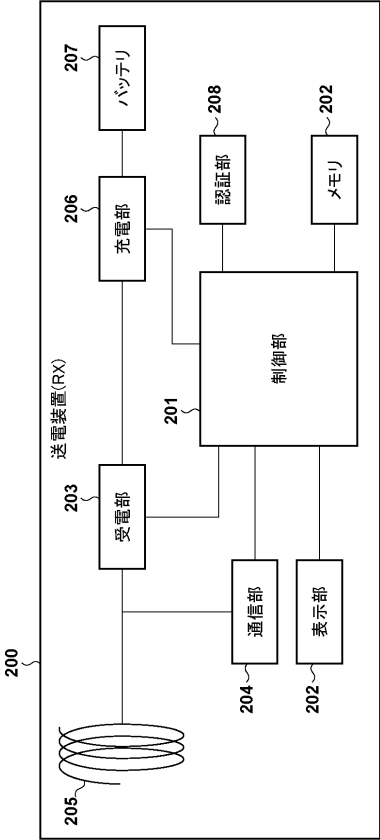 200
送電装置(RX)
205
203
受電部
206
充電部
207
バッテリ
201
制御部
204
通信部
202
表示部
208
認証部
202
メモリ